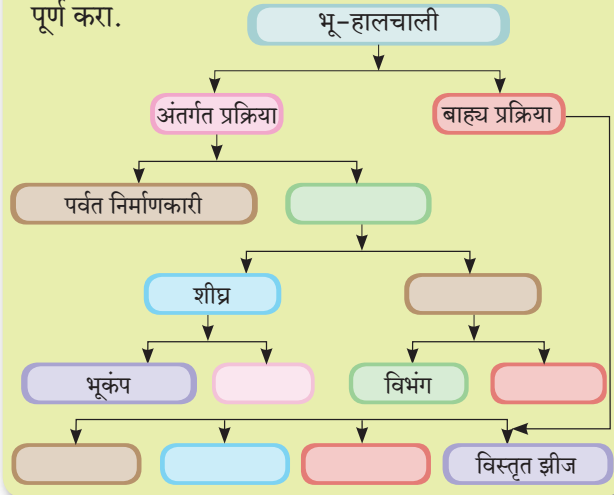 पूर्ण करा.
भू-हालचाली
अंतर्गत प्रक्रिया
बाह्य प्रक्रिया
पर्वत निर्माणकारी
शीघ्र
भूकंप
विभंग
विस्तृत झीज